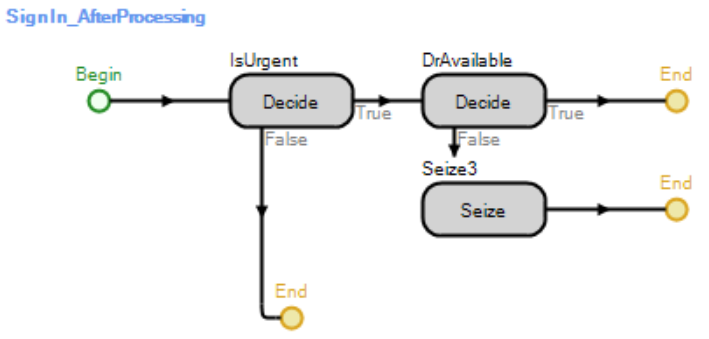 SignIn_AfterProcessing
IsUrgent
DrAvailable
Begin
End
Decide
Decide
True
True
False
False
Seize3
End
Seize
End